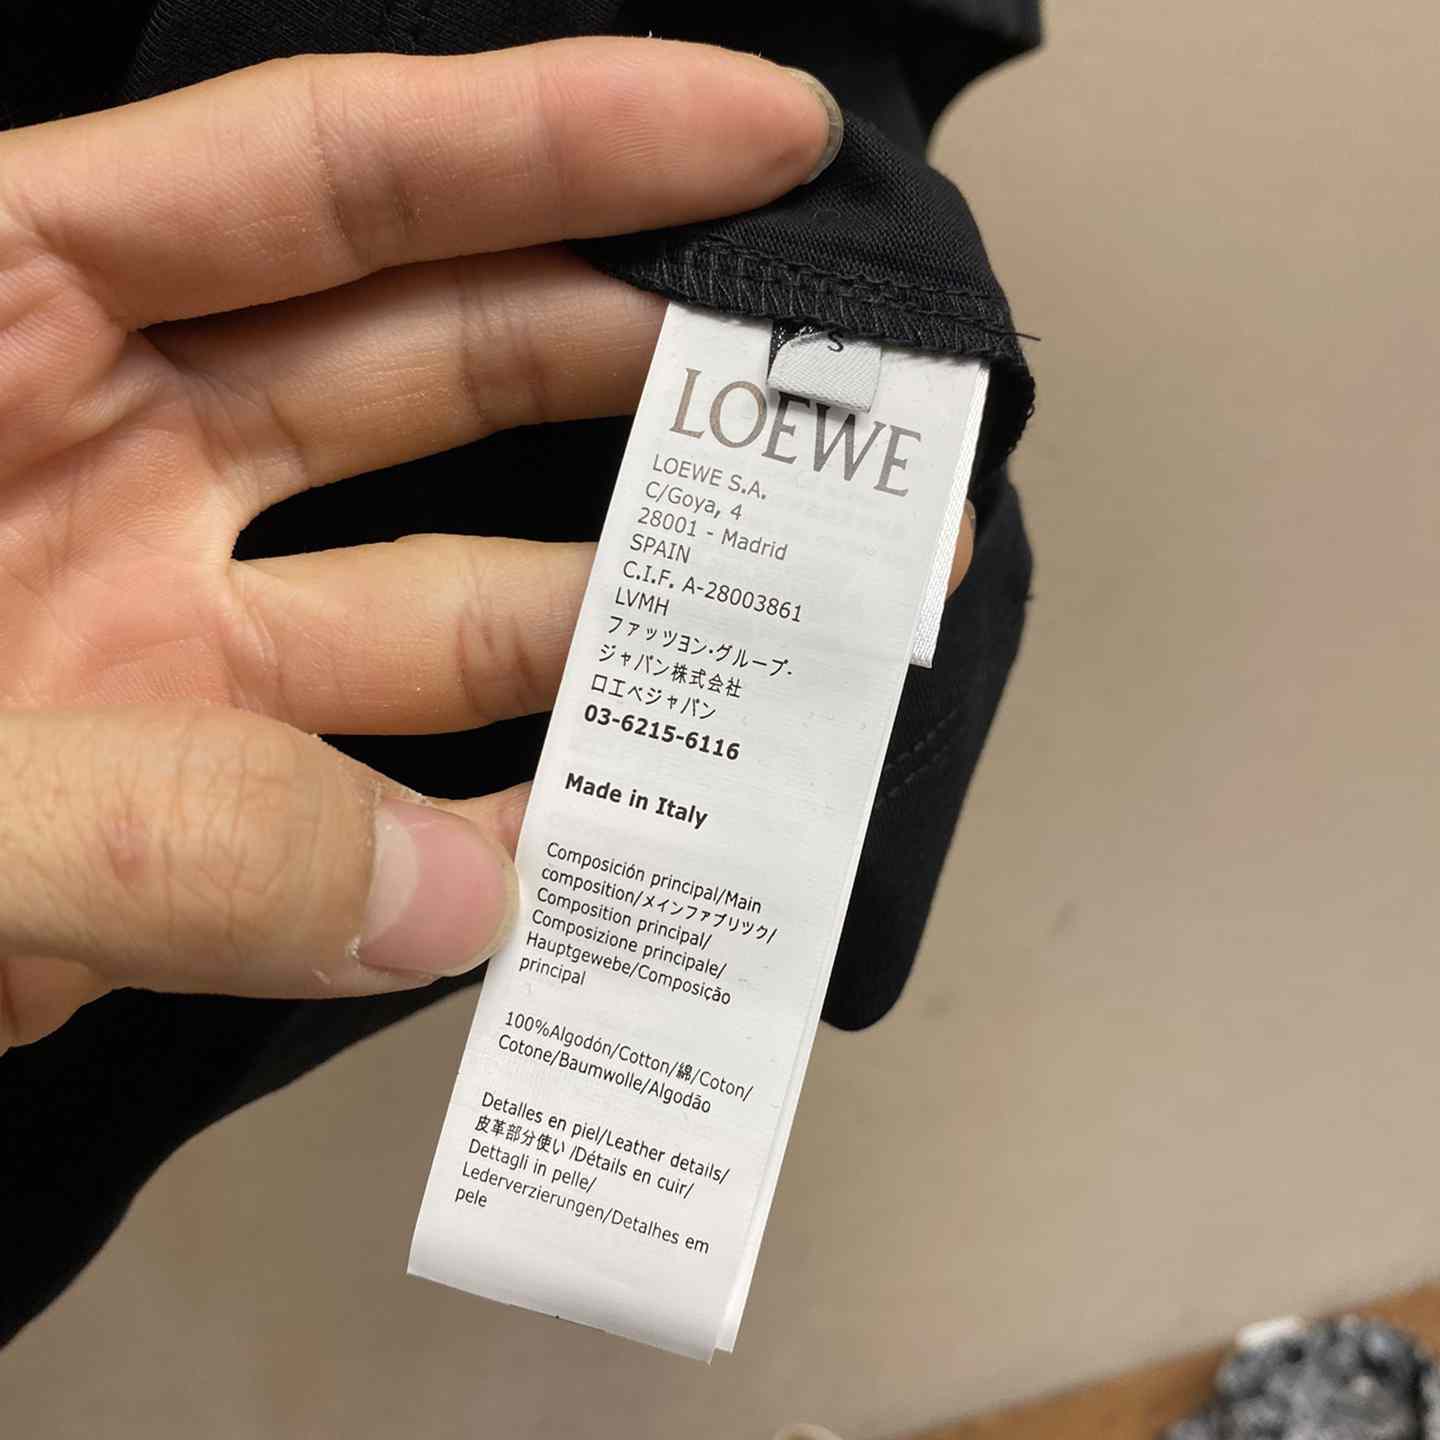 S
LOEWE
LOEWE S.A.
C/Goya, 4
28001 - Madrid
SPAIN
C.I.F. A-28003861
LVMH
ファッツヨン・グループ・
ジャパン株式会社
口エベジャパン
03-6215-6116
Made in Italy
Composición principal/Main
composition/メインファブリツク/
Composition principal/
Composizione principale/
Hauptgewebe/Composição
principal
100%Algodón/Cotton/綿/Coton/
Cotone/Baumwolle/Algodão
Detalles en piel/Leather details/
皮革部分使い/Détails en cuir/
Dettagli in pelle/
Lederverzierungen/Detalhes em
pele